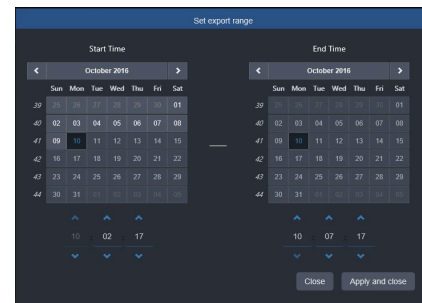 Set export range
Start Time
End Time
October 2016
October 2016
Sun Mon Tue Wed Thu Fri Sat
Sun Mon Tue Wed Thu Fri Sat
39 25 26 27 28 29 30 01
39 25 26 27 28 29 30 01
40 02 03 04 05 06 07 08
40 02 03 04 05 06 07 08
41 09 10 11 12 13 14 15
41 09 10 11 12 13 14 15
42 16 17 18 19 20 21 22
42 16 17 18 19 20 21 22
43 23 24 25 26 27 28 29
43 23 24 25 26 27 28 29
44 30 31 01 02 03 04 05
44 30 31 01 02 03 04 05
10 : 02 : 17
10 : 07 : 17
Close
Apply and close